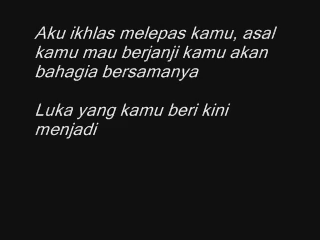 Aku ikhlas melepas kamu, asal
kamu mau berjanji kamu akan
bahagia bersamanya
Luka yang kamu beri kini
menjadi